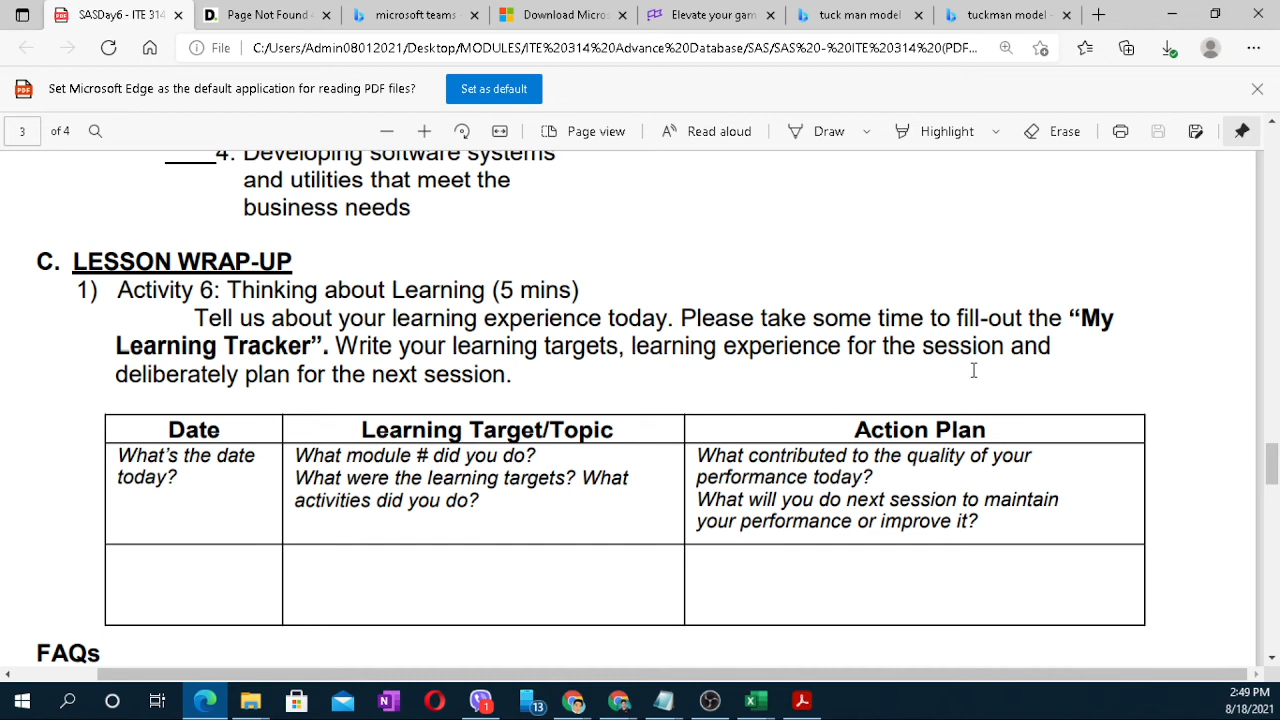 SASDay6 - ITE 314
Page Not Found
microsoft teams
Download Micros
Elevate your gam
tuck man model
tuckman model -
File
C:/Users/Admin08012021/Desktop/MODULES/ITE%20314%20Advance%20Database/SAS/SAS%20-%20ITE%20314%20(PDF...
Set Microsoft Edge as the default application for reading PDF files?
Set as default
3 of 4
Page view
Read aloud
Draw
Highlight
Erase
____4. Developing software systems
and utilities that meet the
business needs
C. LESSON WRAP-UP
1) Activity 6: Thinking about Learning (5 mins)
Tell us about your learning experience today. Please take some time to fill-out the “My
Learning Tracker”. Write your learning targets, learning experience for the session and
deliberately plan for the next session.
Date
Learning Target/Topic
Action Plan
What’s the date
today?
What module # did you do?
What were the learning targets? What
activities did you do?
What contributed to the quality of your
performance today?
What will you do next session to maintain
your performance or improve it?
FAQs
1
13
2:49 PM
8/18/2021